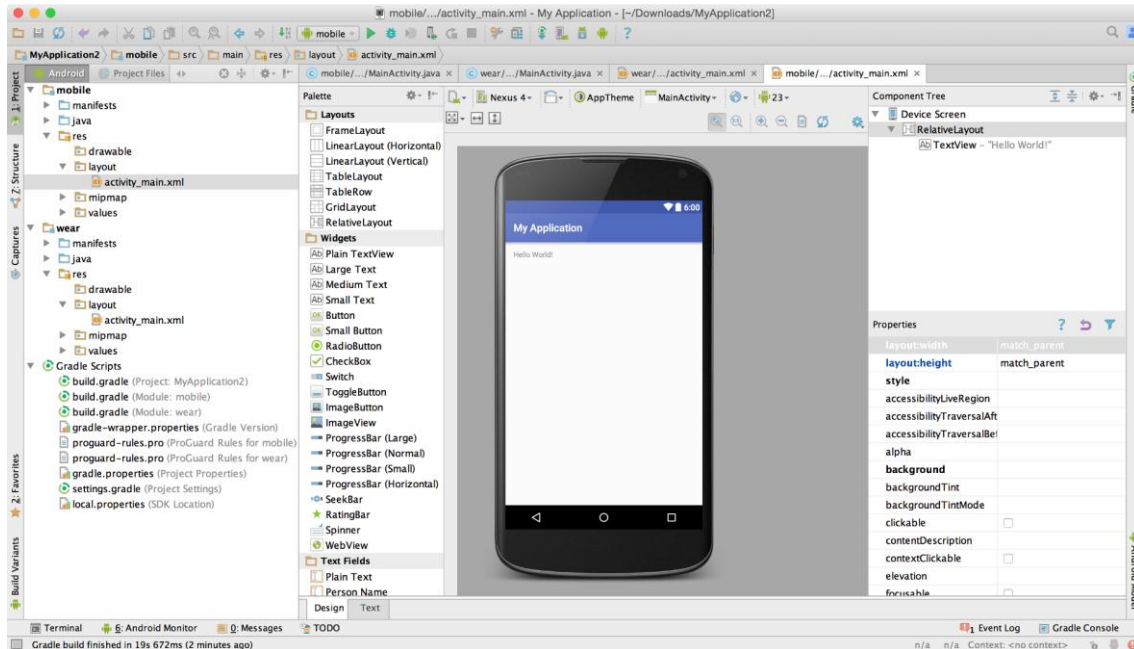 mobile/.../activity_main.xml - My Application - [~/Downloads/MyApplication2]
mobile
MyApplication2 mobile src main res layout activity_main.xml
Android Project Files
mobile/.../MainActivity.java wear/.../MainActivity.java wear/.../activity_main.xml mobile/.../activity_main.xml
1: Project
Z: Structure
Captures
2: Favorites
Build Variants
mobile
manifests
java
res
drawable
layout
activity_main.xml
mipmap
values
wear
manifests
java
res
drawable
layout
activity_main.xml
mipmap
values
Gradle Scripts
build.gradle (Project: MyApplication2)
build.gradle (Module: mobile)
build.gradle (Module: wear)
gradle-wrapper.properties (Gradle Version)
proguard-rules.pro (ProGuard Rules for mobile)
proguard-rules.pro (ProGuard Rules for wear)
gradle.properties (Project Properties)
settings.gradle (Project Settings)
local.properties (SDK Location)
Palette
Layouts
FrameLayout
LinearLayout (Horizontal)
LinearLayout (Vertical)
TableLayout
TableRow
GridLayout
RelativeLayout
Widgets
Ab Plain TextView
Ab Large Text
Ab Medium Text
Ab Small Text
OK Button
OK Small Button
RadioButton
CheckBox
Switch
ToggleButton
ImageButton
ImageView
ProgressBar (Large)
ProgressBar (Normal)
ProgressBar (Small)
ProgressBar (Horizontal)
SeekBar
RatingBar
Spinner
WebView
Text Fields
Plain Text
Person Name
Nexus 4 AppTheme MainActivity 23
6:00
My Application
Hello World!
Design Text
Component Tree
Device Screen
RelativeLayout
Ab TextView - "Hello World!"
Properties
layout:width match_parent
layout:height match_parent
style
accessibilityLiveRegion
accessibilityTraversalAft
accessibilityTraversalBef
alpha
background
backgroundTint
backgroundTintMode
clickable
contentDescription
contextClickable
elevation
focusable
Terminal 6: Android Monitor 0: Messages TODO 1 Event Log Gradle Console
Gradle build finished in 19s 672ms (2 minutes ago) n/a n/a Context: <no context>